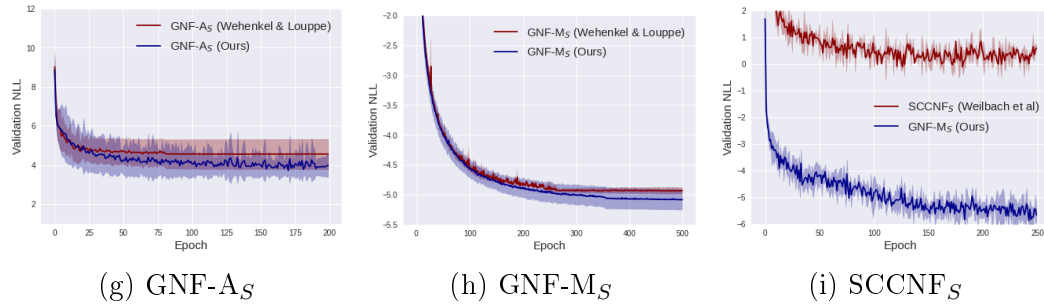 12
10
8
6
4
2
Validation NLL
GNF-A_S (Wehenkel & Louppe)
GNF-A_S (Ours)
0 25 50 75 100 125 150 175 200
Epoch
(g) GNF-A_S
−2.0
−2.5
−3.0
−3.5
−4.0
−4.5
−5.0
−5.5
Validation NLL
GNF-M_S (Wehenkel & Louppe)
GNF-M_S (Ours)
0 100 200 300 400 500
Epoch
(h) GNF-M_S
2
1
0
−1
−2
−3
−4
−5
−6
Validation NLL
SCCNF_S (Weilbach et al)
GNF-M_S (Ours)
0 50 100 150 200 250
Epoch
(i) SCCNF_S